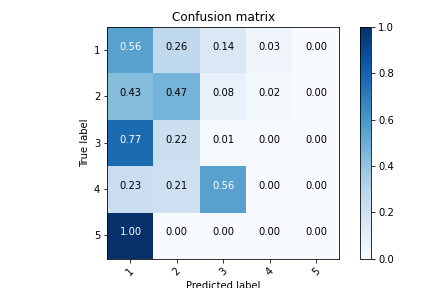 Confusion matrix
1.0
1 0.56 0.26 0.14 0.03 0.00
0.8
2 0.43 0.47 0.08 0.02 0.00
0.6
True label
3 0.77 0.22 0.01 0.00 0.00
0.4
4 0.23 0.21 0.56 0.00 0.00
0.2
5 1.00 0.00 0.00 0.00 0.00
0.0
1 2 3 4 5
Predicted label